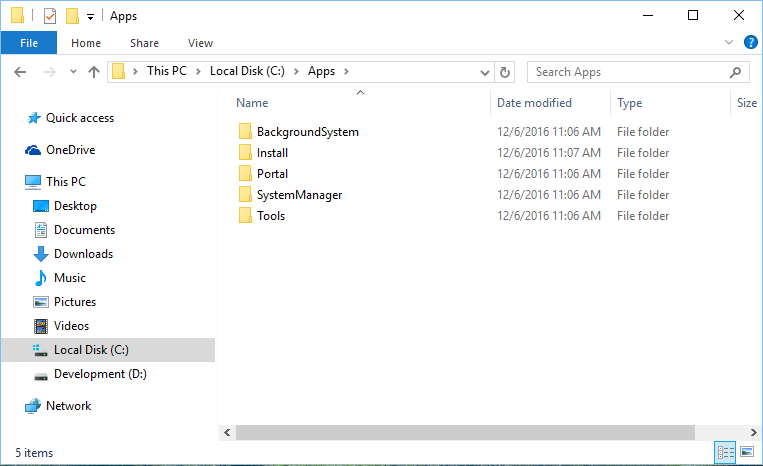 Apps
File Home Share View
This PC Local Disk (C:) Apps Search Apps
Name Date modified Type Size
Quick access
OneDrive
This PC
Desktop
Documents
Downloads
Music
Pictures
Videos
Local Disk (C:)
Development (D:)
Network
BackgroundSystem 12/6/2016 11:06 AM File folder
Install 12/6/2016 11:07 AM File folder
Portal 12/6/2016 11:06 AM File folder
SystemManager 12/6/2016 11:06 AM File folder
Tools 12/6/2016 11:06 AM File folder
5 items